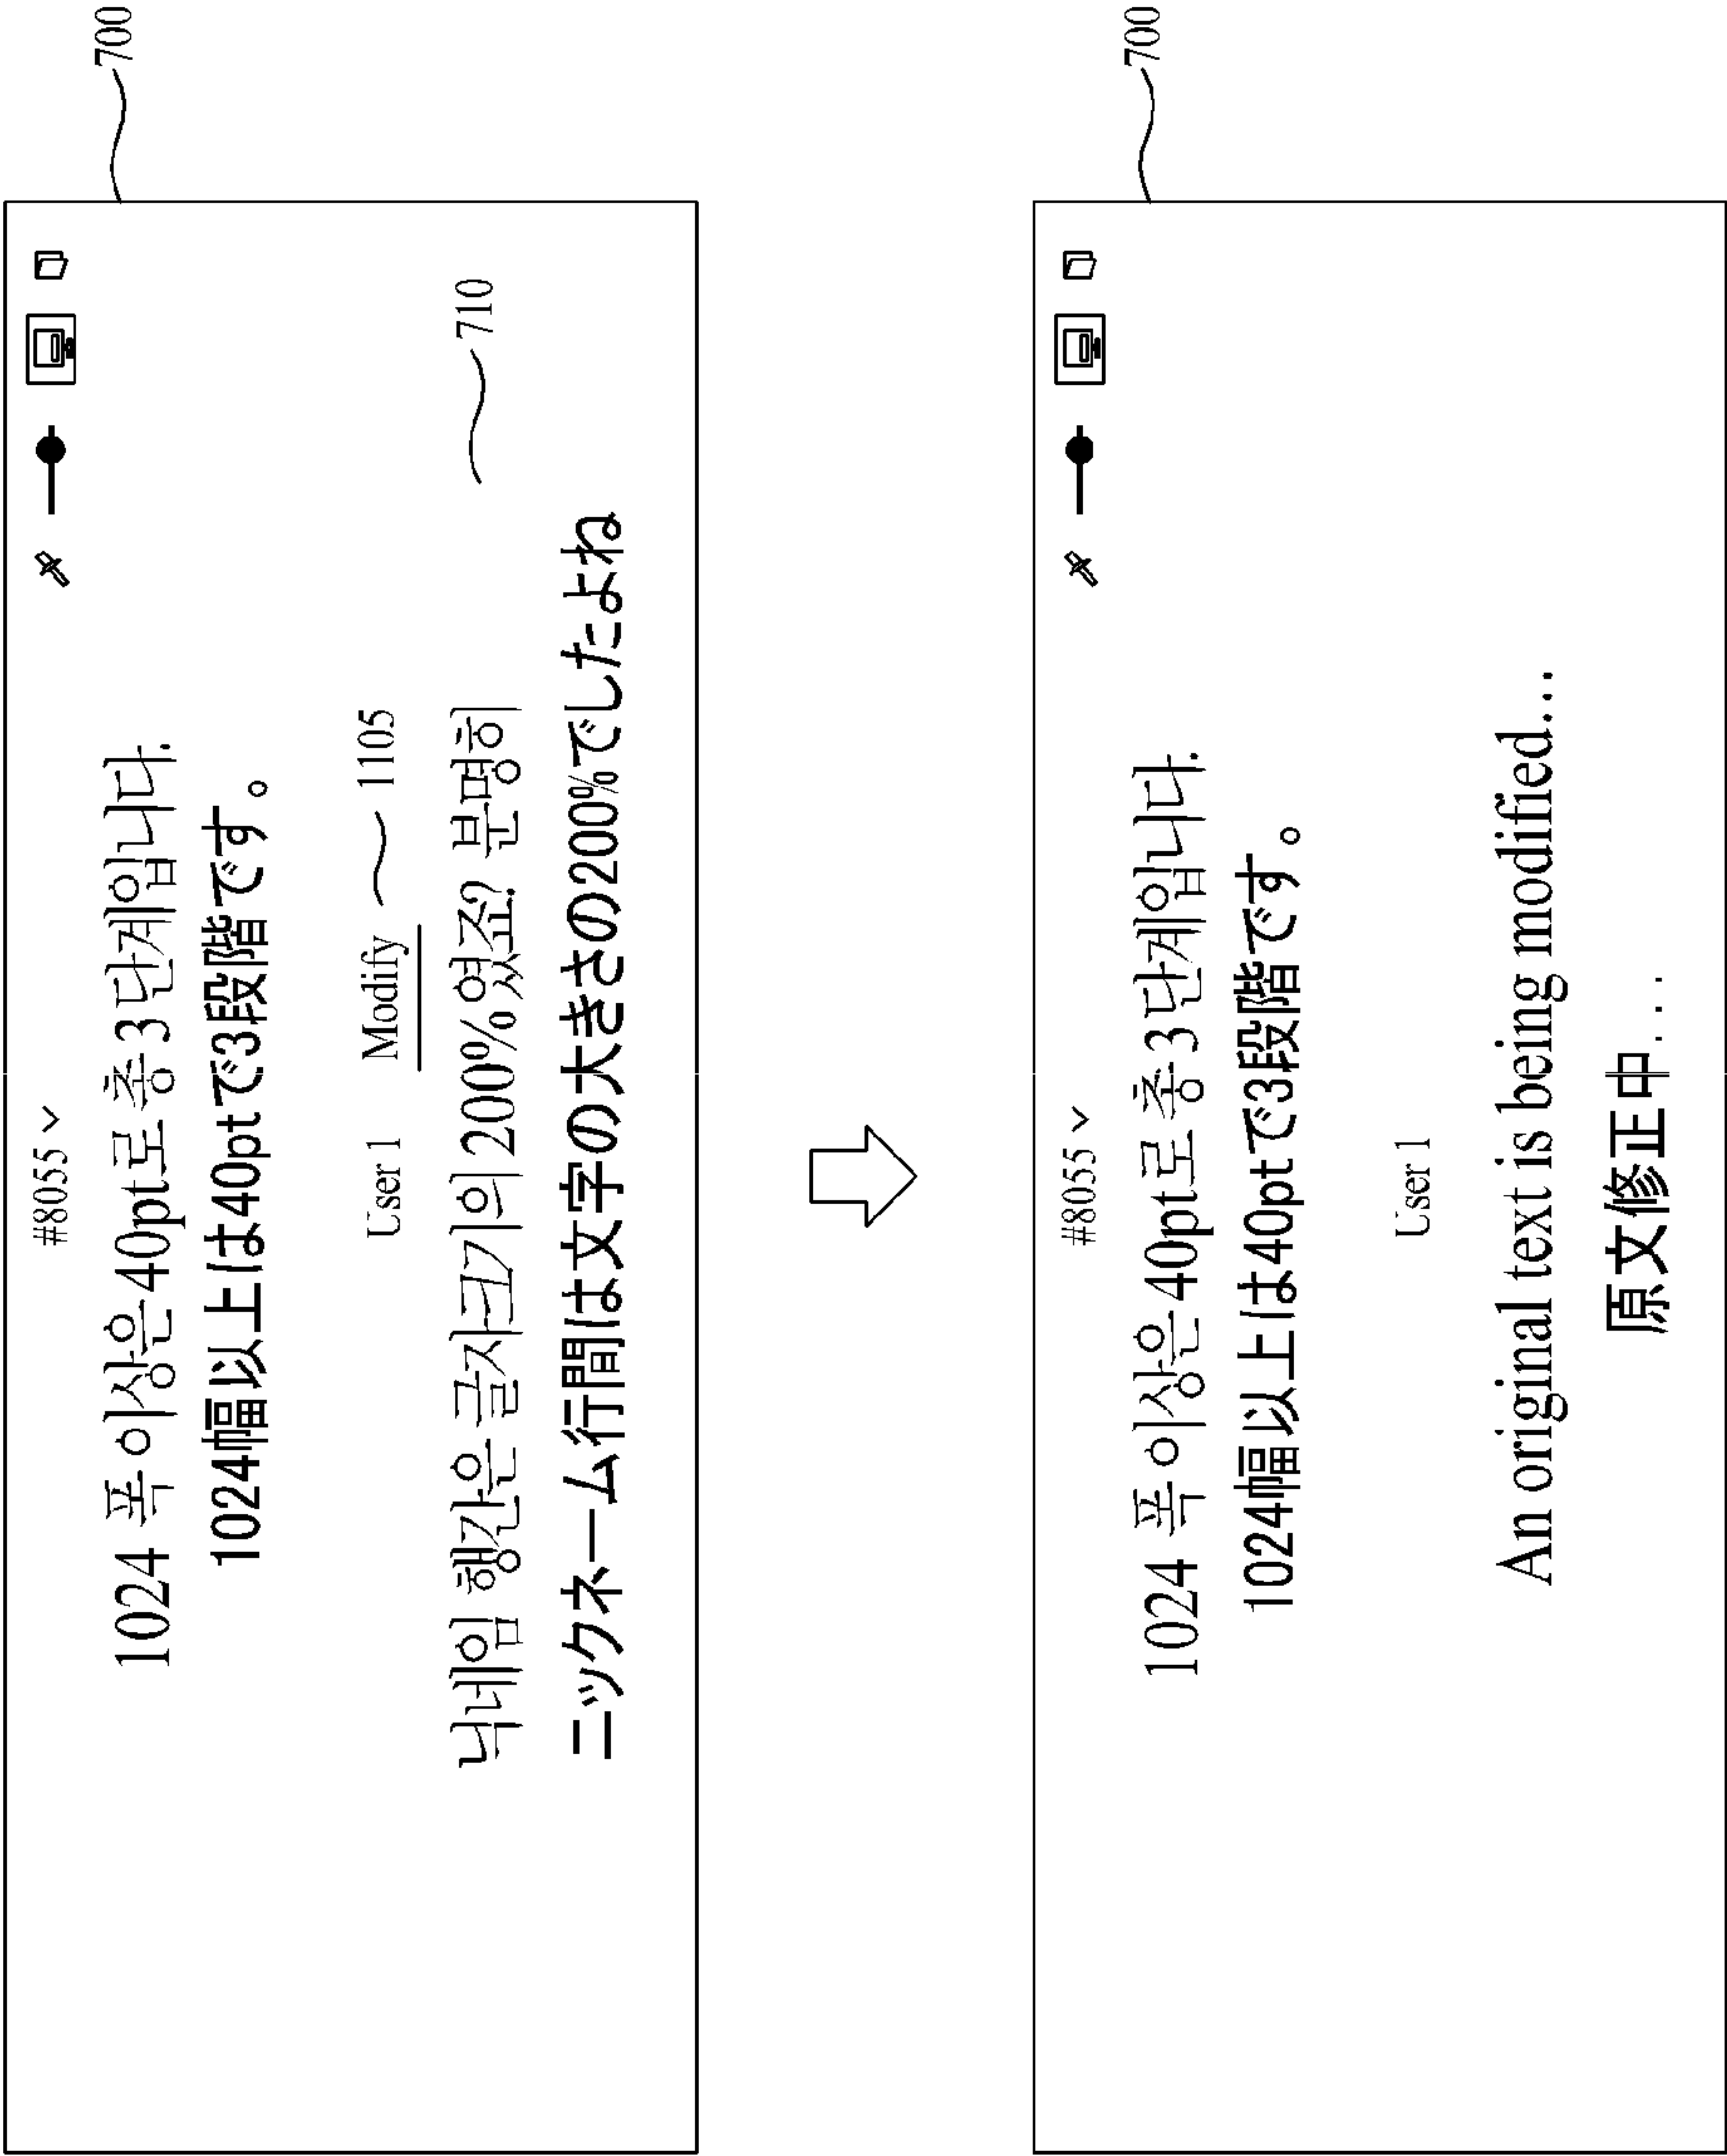 700
#8055
1024 폭 이상은 40pt로 총 3 단계입니다.
1024幅以上は40ptで3段階です。
User 1 Modify 1105
710
닉네임 행간은 글자크기의 200% 였죠? 분명히
ニックネーム行間は文字の大きさの200%でしたよね
700
#8055
1024 폭 이상은 40pt로 총 3 단계입니다.
1024幅以上は40ptで3段階です。
User 1
An original text is being modified...
原文修正中...